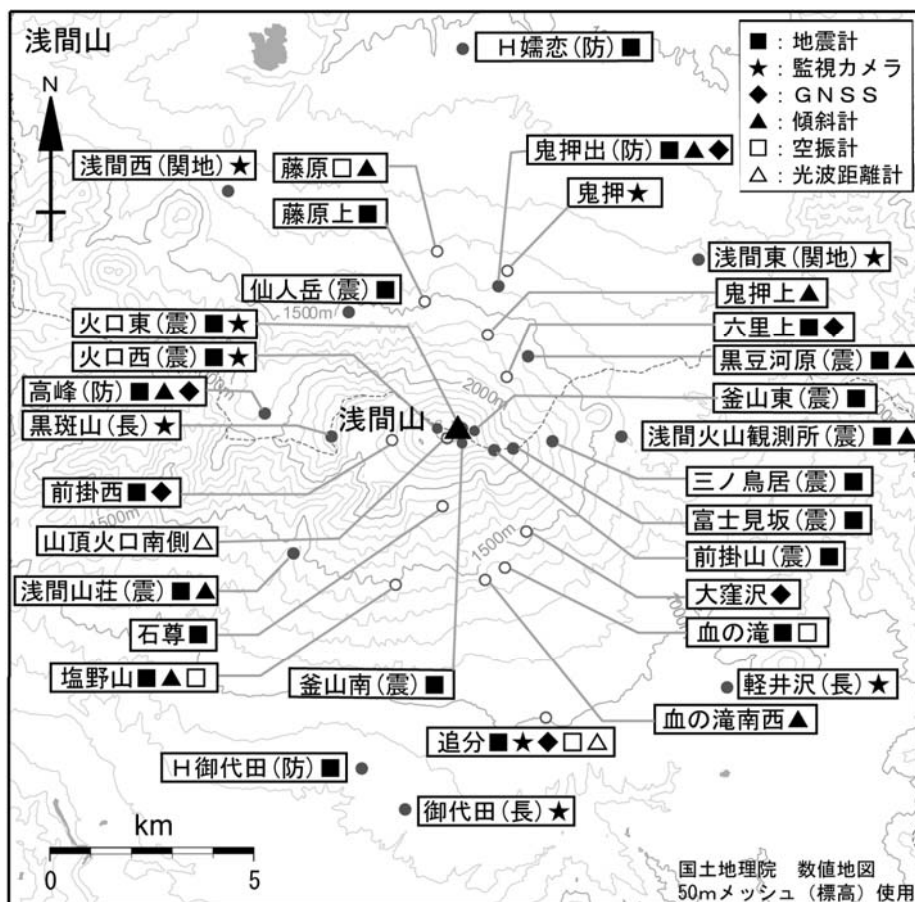 浅間山
N
H嬬恋(防)■
■:地震計
★:監視カメラ
◆:GNSS
▲:傾斜計
□:空振計
△:光波距離計
浅間西(関地)★
藤原□▲
鬼押出(防)■▲◆
藤原上■
鬼押★
浅間東(関地)★
仙人岳(震)■
1500m
鬼押上▲
火口東(震)■★
六里上■◆
火口西(震)■★
黒豆河原(震)■▲
高峰(防)■▲◆
2000m
釜山東(震)■
黒斑山(長)★
浅間山
浅間火山観測所(震)■▲
前掛西■◆
三ノ鳥居(震)■
1500m
富士見坂(震)■
山頂火口南側△
1500m
前掛山(震)■
浅間山荘(震)■▲
大窪沢◆
石尊■
血の滝■□
塩野山■▲□
釜山南(震)■
軽井沢(長)★
血の滝南西▲
追分■★◆□△
H御代田(防)■
御代田(長)★
km
0 5
国土地理院 数値地図
50mメッシュ(標高)使用